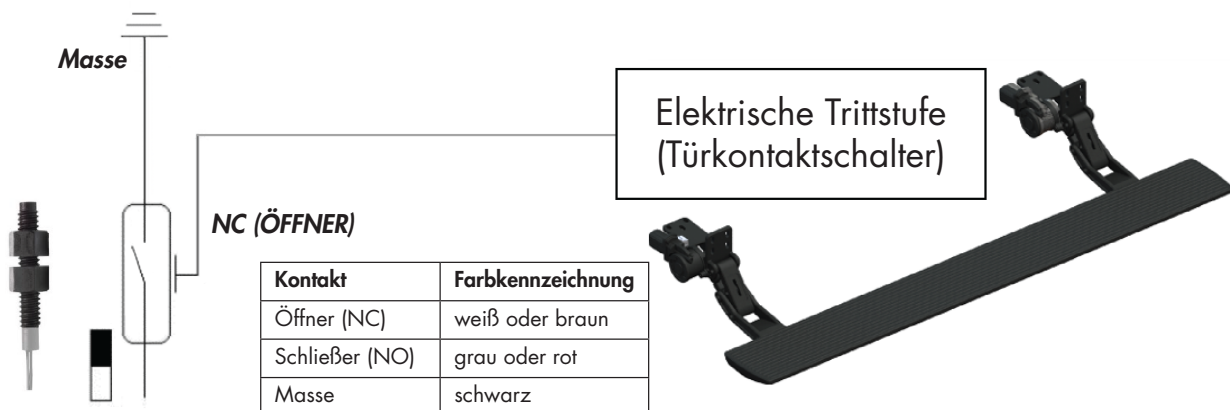 Masse
Elektrische Trittstufe
(Türkontaktschalter)
NC (ÖFFNER)
Kontakt Farbkennzeichnung
Öffner (NC) weiß oder braun
Schließer (NO) grau oder rot
Masse schwarz